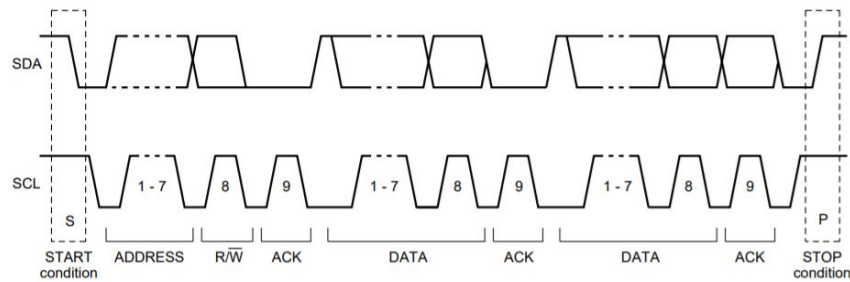 SDA
SCL
1 - 7 8 9 1 - 7 8 9 1 - 7 8 9
S P
START condition ADDRESS R/W̅ ACK DATA ACK DATA ACK STOP condition